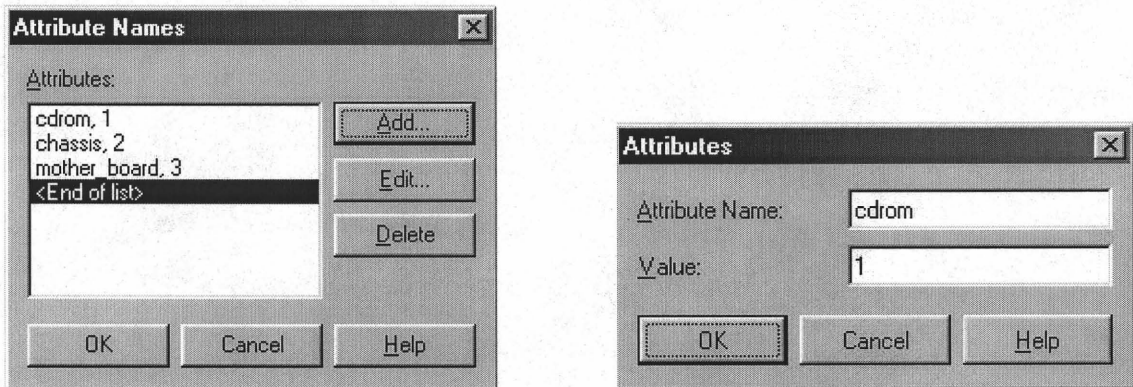 Attribute Names
Attributes:
cdrom, 1
chassis, 2
mother_board, 3
<End of list>
Add...
Edit...
Delete
OK
Cancel
Help
Attributes
Attribute Name:
cdrom
Value:
1
OK
Cancel
Help